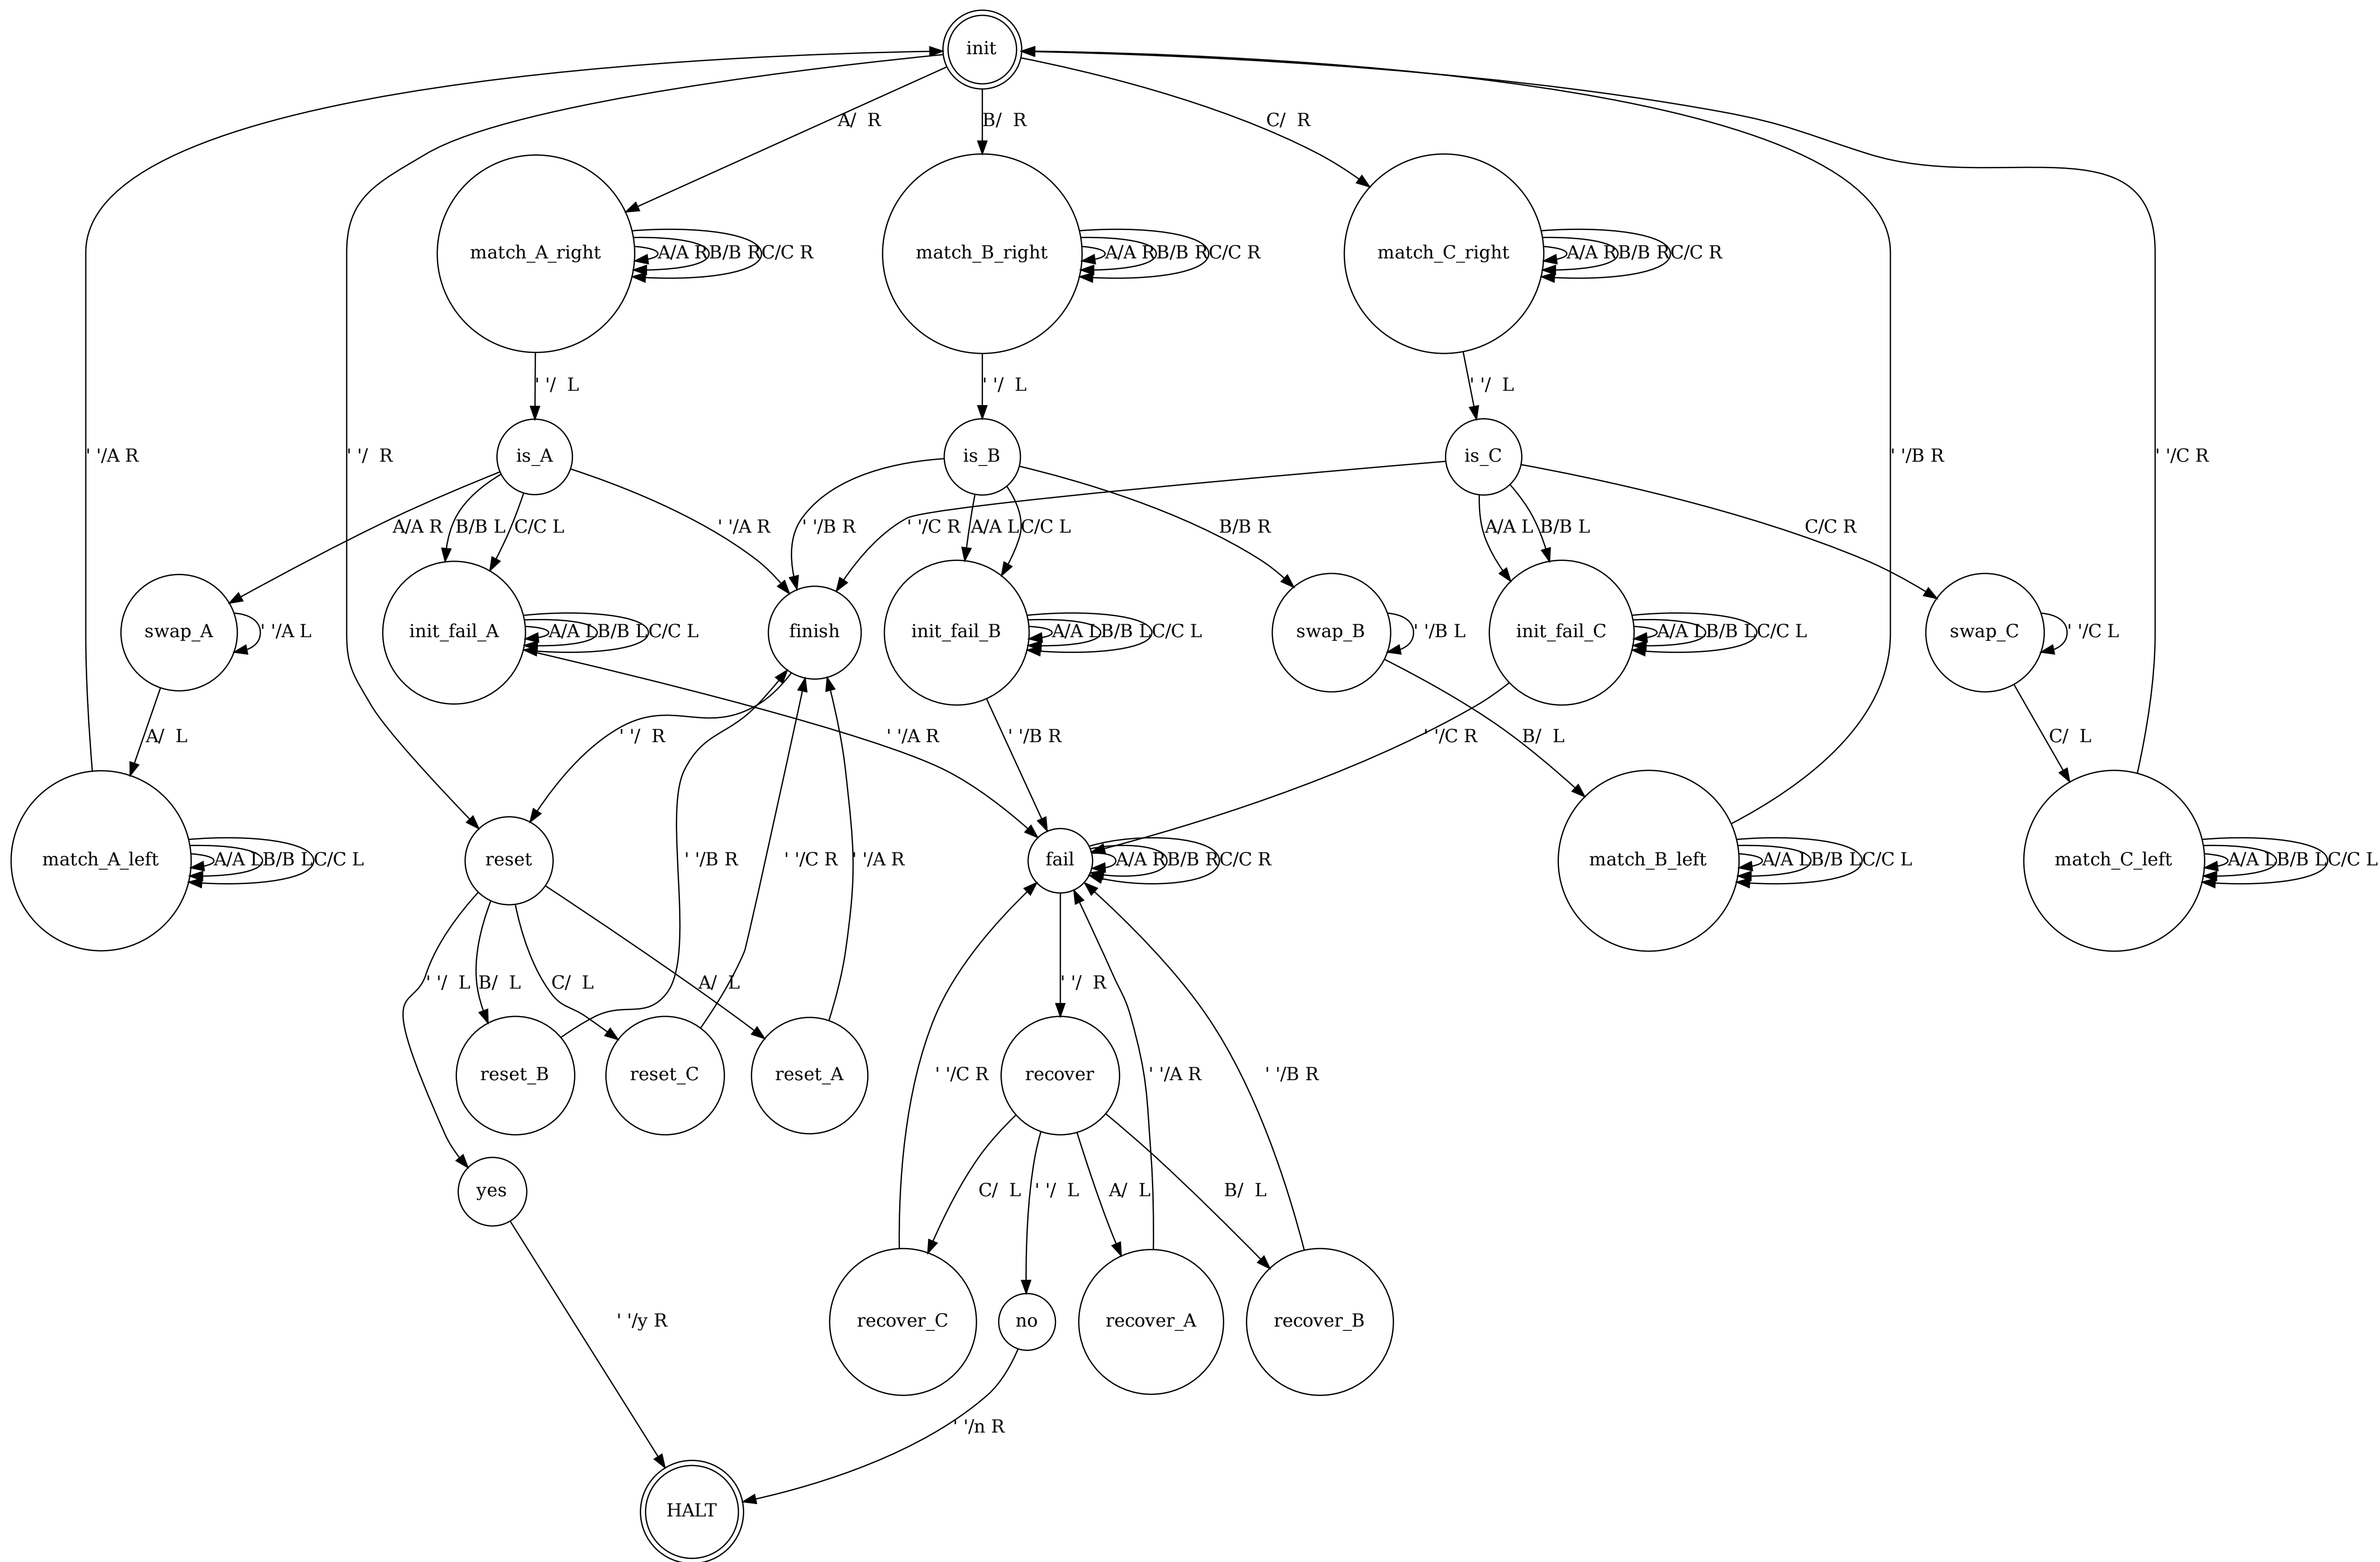 init
A/  R
B/  R
C/  R
match_A_right
A/A R
B/B R
C/C R
match_B_right
A/A R
B/B R
C/C R
match_C_right
A/A R
B/B R
C/C R
' '/  L
' '/  L
' '/  L
' '/A R
' '/  R
is_A
is_B
is_C
' '/B R
' '/C R
A/A R
B/B L
C/C L
' '/A R
' '/B R
' '/C R
A/A L
C/C L
B/B R
A/A L
B/B L
C/C R
swap_A
' '/A L
init_fail_A
A/A L
B/B L
C/C L
finish
init_fail_B
A/A L
B/B L
C/C L
swap_B
' '/B L
init_fail_C
A/A L
B/B L
C/C L
swap_C
' '/C L
A/  L
' '/  R
' '/A R
' '/B R
' '/C R
B/  L
C/  L
match_A_left
A/A L
B/B L
C/C L
reset
' '/B R
' '/C R
' '/A R
fail
A/A R
B/B R
C/C R
match_B_left
A/A L
B/B L
C/C L
match_C_left
A/A L
B/B L
C/C L
' '/  L
B/  L
C/  L
A/  L
' '/  R
reset_B
reset_C
reset_A
' '/C R
recover
' '/A R
' '/B R
yes
C/  L
' '/  L
A/  L
B/  L
' '/y R
recover_C
no
recover_A
recover_B
' '/n R
HALT